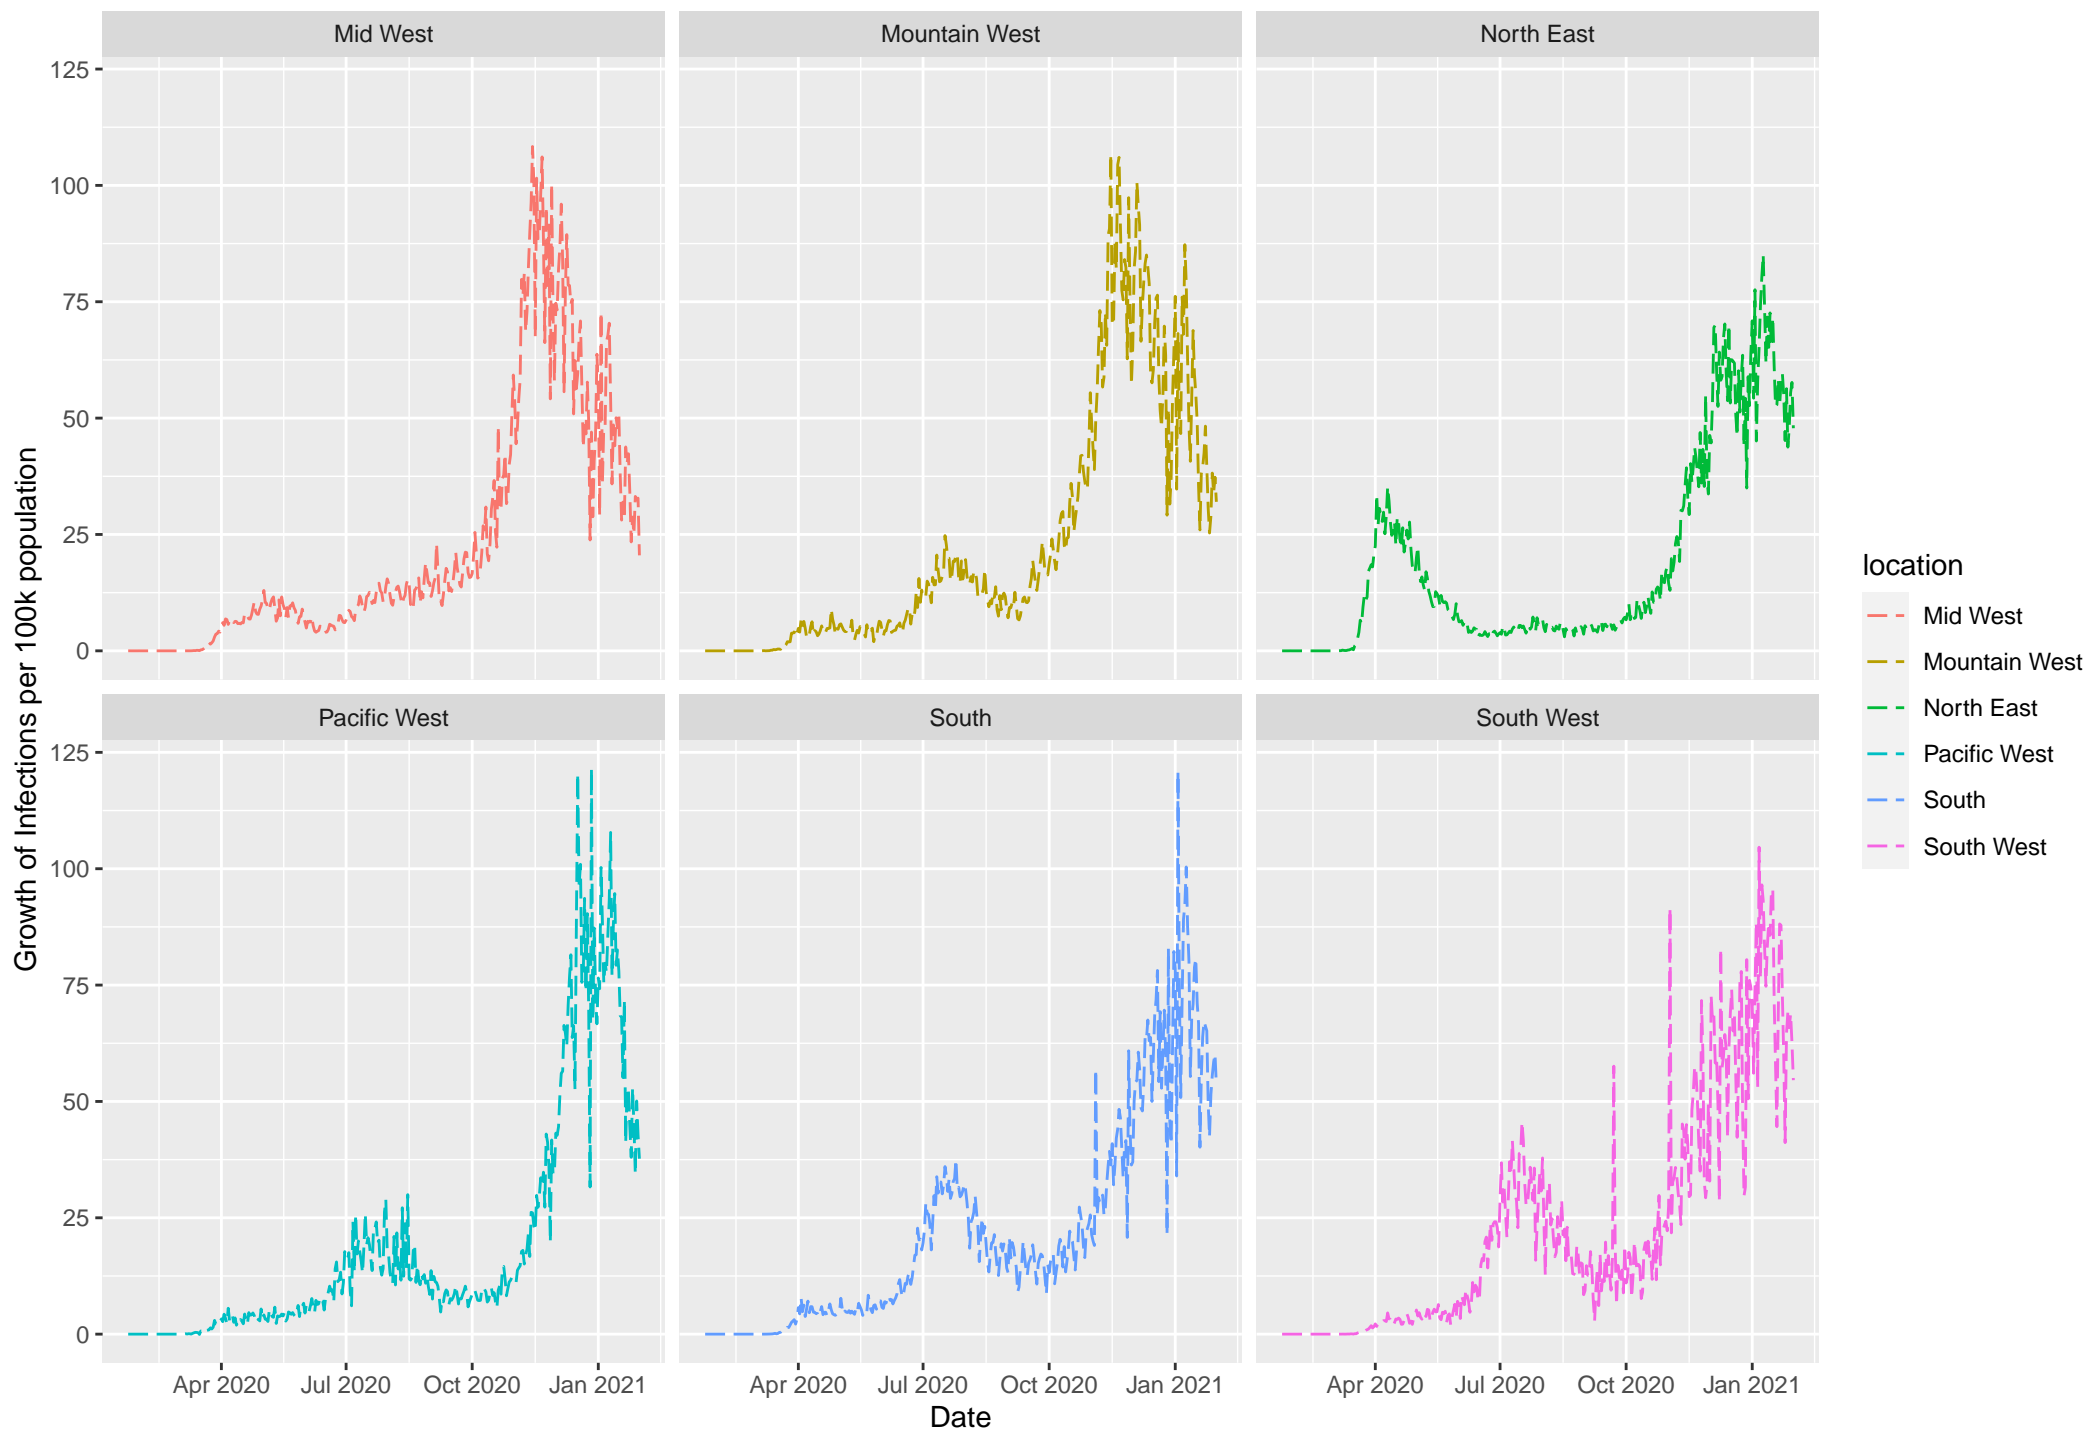 Mid West
Mountain West
North East
125
100
75
50
25
0
Pacific West
South
South West
125
100
75
50
25
0
Apr 2020
Jul 2020
Oct 2020
Jan 2021
Apr 2020
Jul 2020
Oct 2020
Jan 2021
Apr 2020
Jul 2020
Oct 2020
Jan 2021
Date
Growth of Infections per 100k population
location
Mid West
Mountain West
North East
Pacific West
South
South West